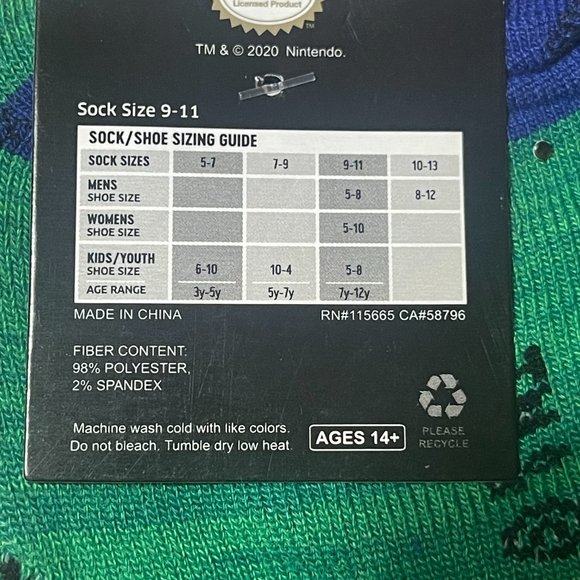 Licensed Product
TM & © 2020 Nintendo.
Sock Size 9-11
SOCK/SHOE SIZING GUIDE
SOCK SIZES 5-7 7-9 9-11 10-13
MENS
SHOE SIZE 5-8 8-12
WOMENS
SHOE SIZE 5-10
KIDS/YOUTH
SHOE SIZE 6-10 10-4 5-8
AGE RANGE 3y-5y 5y-7y 7y-12y
MADE IN CHINA RN#115665 CA#58796
FIBER CONTENT:
98% POLYESTER,
2% SPANDEX
Machine wash cold with like colors.
Do not bleach. Tumble dry low heat.
AGES 14+
PLEASE
RECYCLE